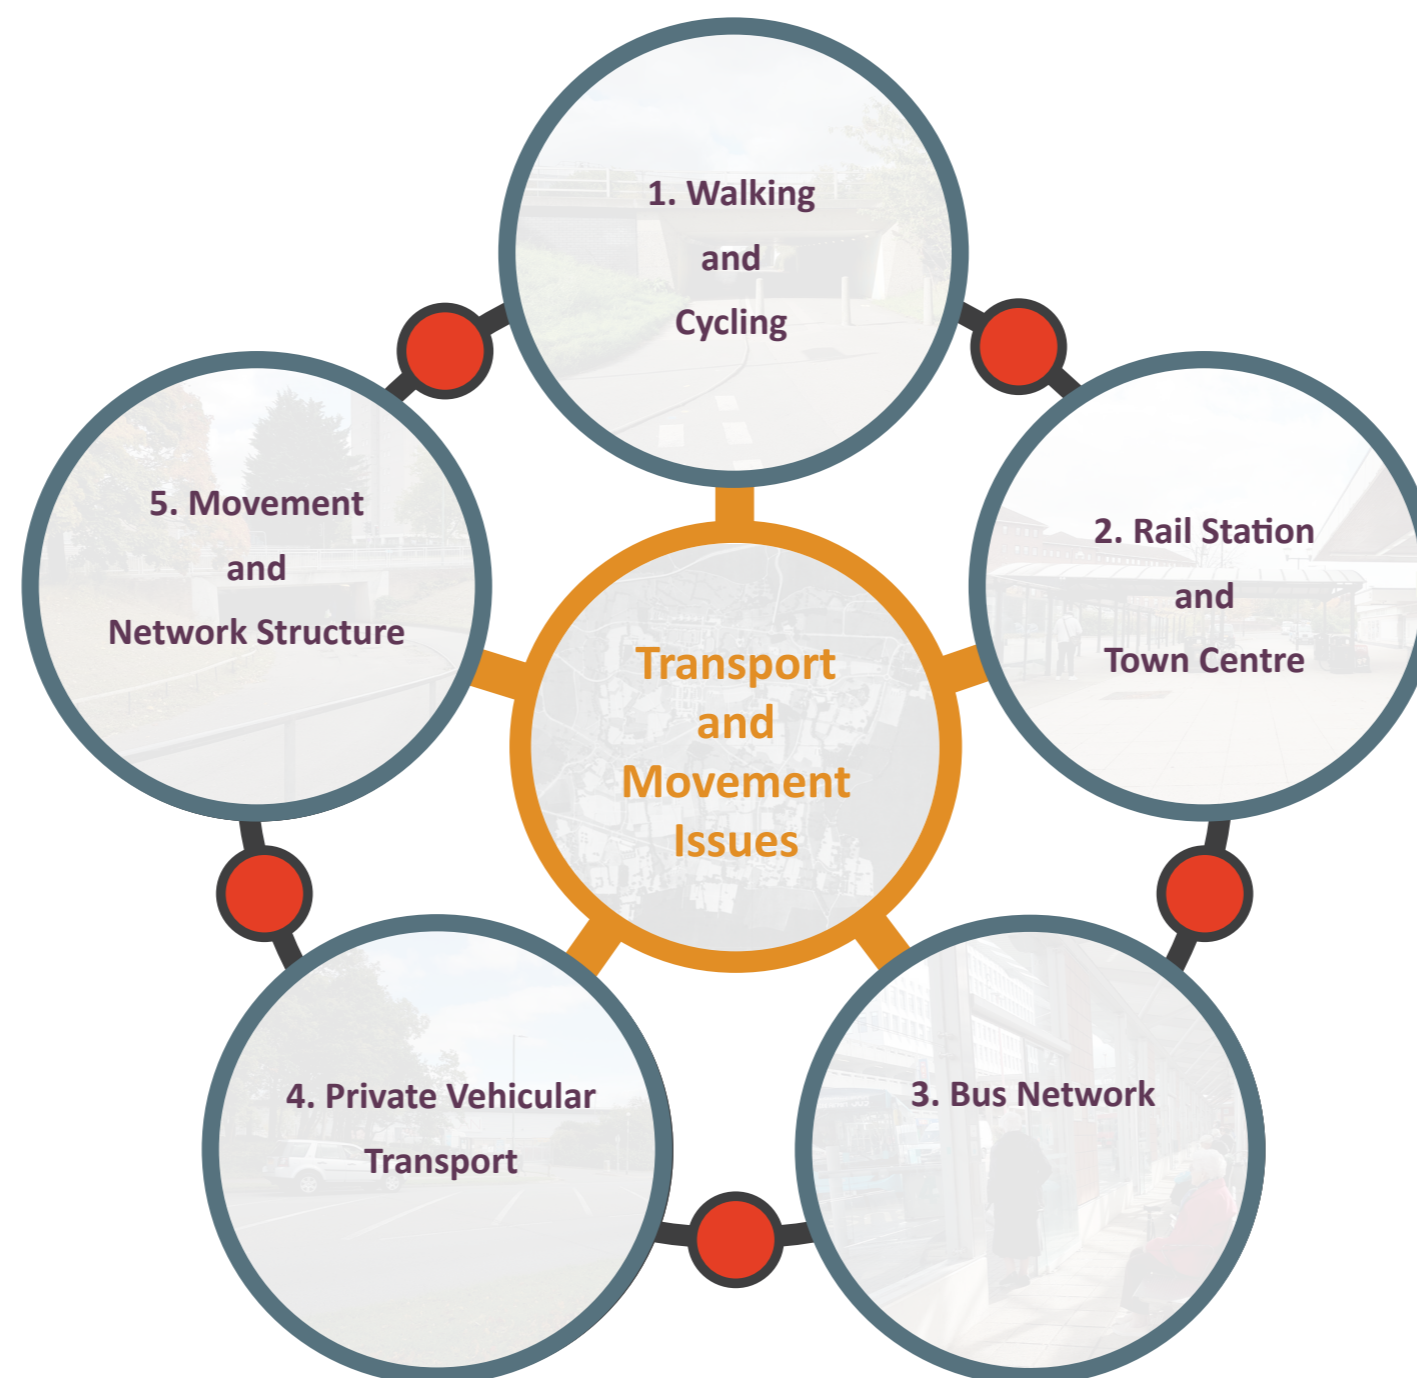 1. Walking
and
Cycling
2. Rail Station
and
Town Centre
3. Bus Network
4. Private Vehicular
Transport
5. Movement
and
Network Structure
Transport
and
Movement
Issues